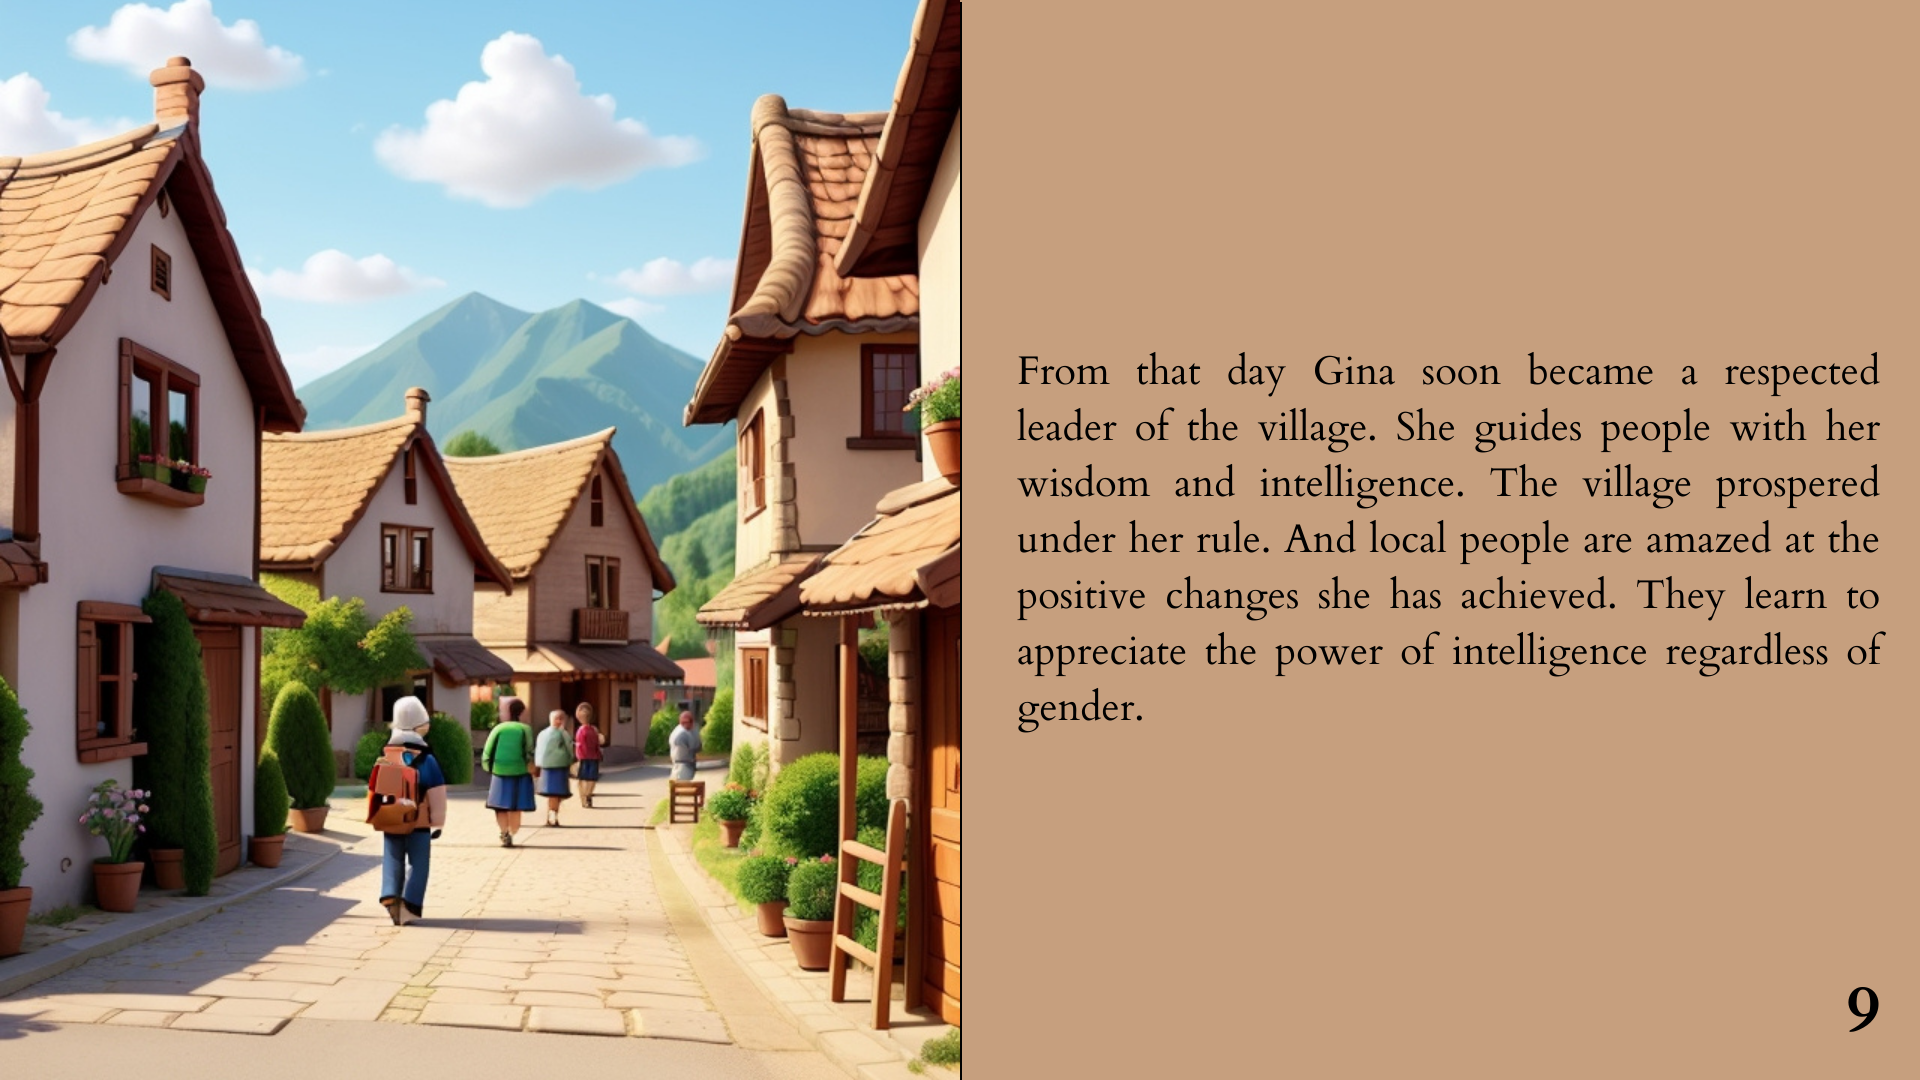 From that day Gina soon became a respected
leader of the village. She guides people with her
wisdom and intelligence. The village prospered
under her rule. And local people are amazed at the
positive changes she has achieved. They learn to
appreciate the power of intelligence regardless of
gender.
9